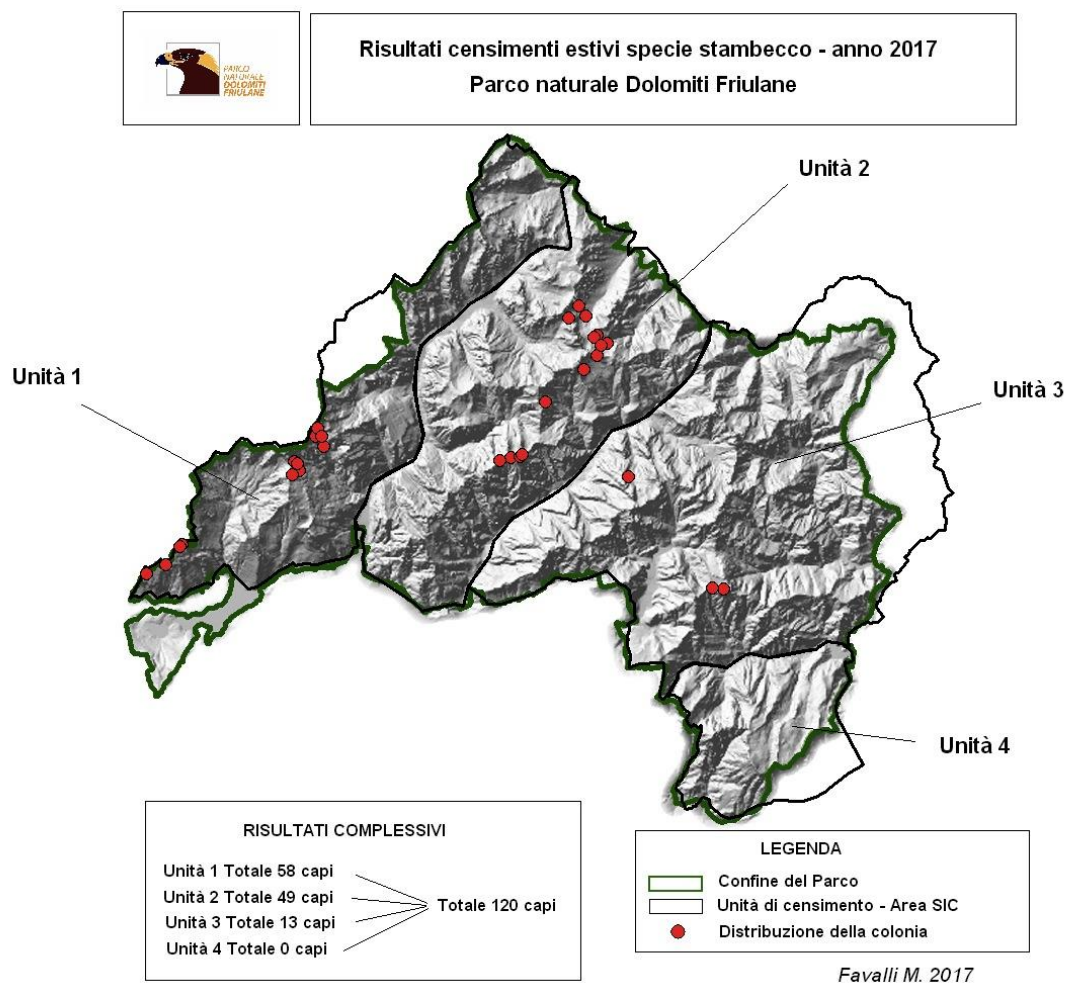 PARCO
NATURALE
DOLOMITI
FRIULANE
Risultati censimenti estivi specie stambecco - anno 2017
Parco naturale Dolomiti Friulane
Unità 2
Unità 1
Unità 3
Unità 4
RISULTATI COMPLESSIVI
Unità 1 Totale 58 capi
Unità 2 Totale 49 capi
Unità 3 Totale 13 capi
Unità 4 Totale 0 capi
Totale 120 capi
LEGENDA
Confine del Parco
Unità di censimento - Area SIC
Distribuzione della colonia
Favalli M. 2017